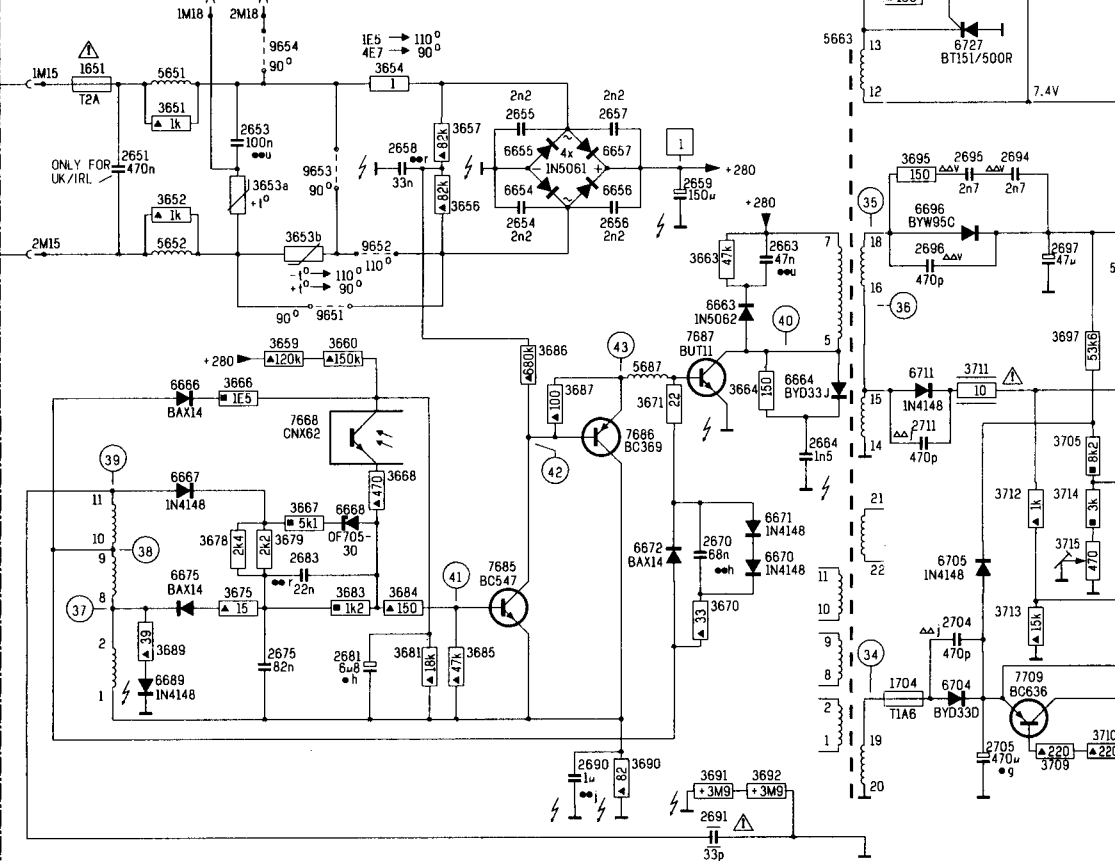 1M18 2M18
9654
90°
1E5 → 110°
4E7 → 90°
3654
1
5663
13
12
6727
BT151/500R
7.4V
1M15
1651
T2A
5651
3651
1k
2653
100n
u
ONLY FOR
UK/IRL
2651
470n
3653a
+t°
9653
90°
2658
r
33n
3657
82k
82k
3656
2n2
2655
2n2
2657
6655
4x
1N5061
6657
~
~
-
+
6654
6656
2654
2n2
2656
2n2
1
+280
2659
150µ
3652
1k
5652
2M15
3653b
-t° → 110°
+t° → 90°
9652
110°
90°
9651
3695
150
2695
2n7
2694
2n7
35
6696
BYW95C
2696
470p
2697
47µ
18
16
36
+280
3663
47k
2663
47n
u
7
5
6663
1N5062
40
7687
BUT11
3664
150
6664
BYD33J
2664
1n5
3697
53k6
+280
3659
120k
3660
150k
3686
680k
43
5687
3687
100
3671
22
7686
BC369
42
6666
BAX14
3666
1E5
7668
CNX62
3668
470
15
14
6711
1N4148
3711
10
j
2711
470p
3705
8k2
39
6667
1N4148
11
10
9
8
38
3667
5k1
6668
OF705-
30
3678
2k4
2k2
3679
2683
r
22n
37
6675
BAX14
3675
15
3683
1k2
3684
150
41
7685
BC547
39
3689
6689
1N4148
2
1
2675
82n
2681
6µ8
h
3681
18k
47k
3685
6672
BAX14
2670
68n
h
6671
1N4148
6670
1N4148
33
3670
21
22
11
10
9
8
2
1
3712
1k
3714
3k
3715
470
6705
1N4148
3713
15k
j
2704
470p
34
1704
T1A6
6704
BYD33D
7709
BC636
19
20
2705
470µ
g
220
3709
3710
220
2690
1µ
j
82
3690
3691
+3M9
3692
+3M9
2691
33p